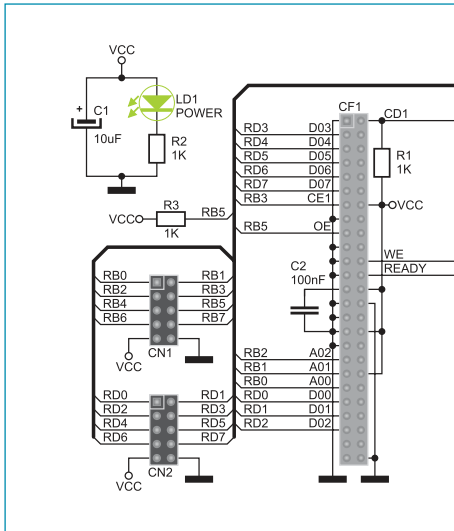 VCC
+
C1
10uF
LD1
POWER
R2
1K
CF1
CD1
RD3 D03
RD4 D04
RD5 D05
RD6 D06
RD7 D07
RB3 CE1
R1
1K
VCC
VCC R3 1K RB5
RB5 OE
WE
READY
C2
100nF
RB0 RB1
RB2 RB3
RB4 RB5
RB6 RB7
VCC
CN1
RB2 A02
RB1 A01
RB0 A00
RD0 D00
RD1 D01
RD2 D02
RD0 RD1
RD2 RD3
RD4 RD5
RD6 RD7
VCC
CN2